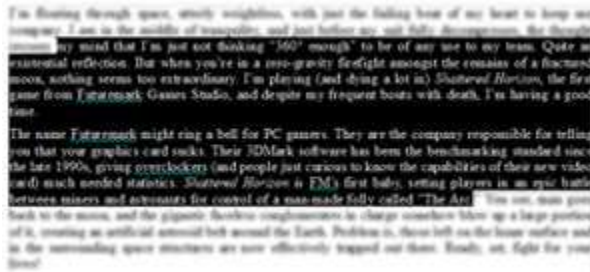 I'm floating through space, utterly weightless, with just the fading beat of my heart to keep me
company. I am in the middle of tranquility, and just before my suit fully decompresses, the thought
crosses my mind that I'm just not thinking "360° enough" to be of any use to my team. Quite an
existential reflection. But when you're in a zero-gravity firefight amongst the remains of a fractured
moon, nothing seems too extraordinary. I'm playing (and dying a lot in) Shattered Horizon, the first
game from Futuremark Games Studio, and despite my frequent bouts with death, I'm having a good
time.
The name Futuremark might ring a bell for PC gamers. They are the company responsible for telling
you that your graphics card sucks. Their 3DMark software has been the benchmarking standard since
the late 1990s, giving overclockers (and people just curious to know the capabilities of their new video
card) much needed statistics. Shattered Horizon is FM's first baby, setting players in an epic battle
between miners and astronauts for control of a man-made folly called "The Arc." You see, man goes
back to the moon, and the gigantic faceless conglomerates in charge somehow blow up a large portion
of it, creating an artificial asteroid belt around the Earth. Problem is, those left on the lunar surface and
in the surrounding space structures are now effectively trapped out there. Ready, set, fight for your
lives!